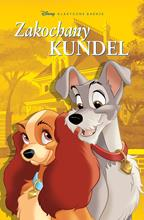 Disney KLASYCZNE BAŚNIE
Zakochany
KUNDEL